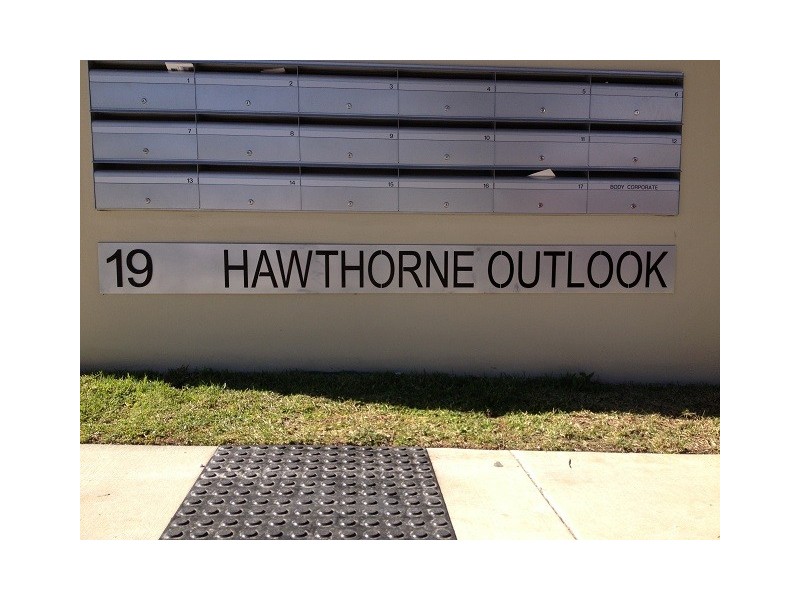 1 2 3 4 5 6
7 8 9 10 11 12
13 14 15 16 17 BODY CORPORATE
19 HAWTHORNE OUTLOOK